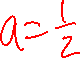 a = 1/2